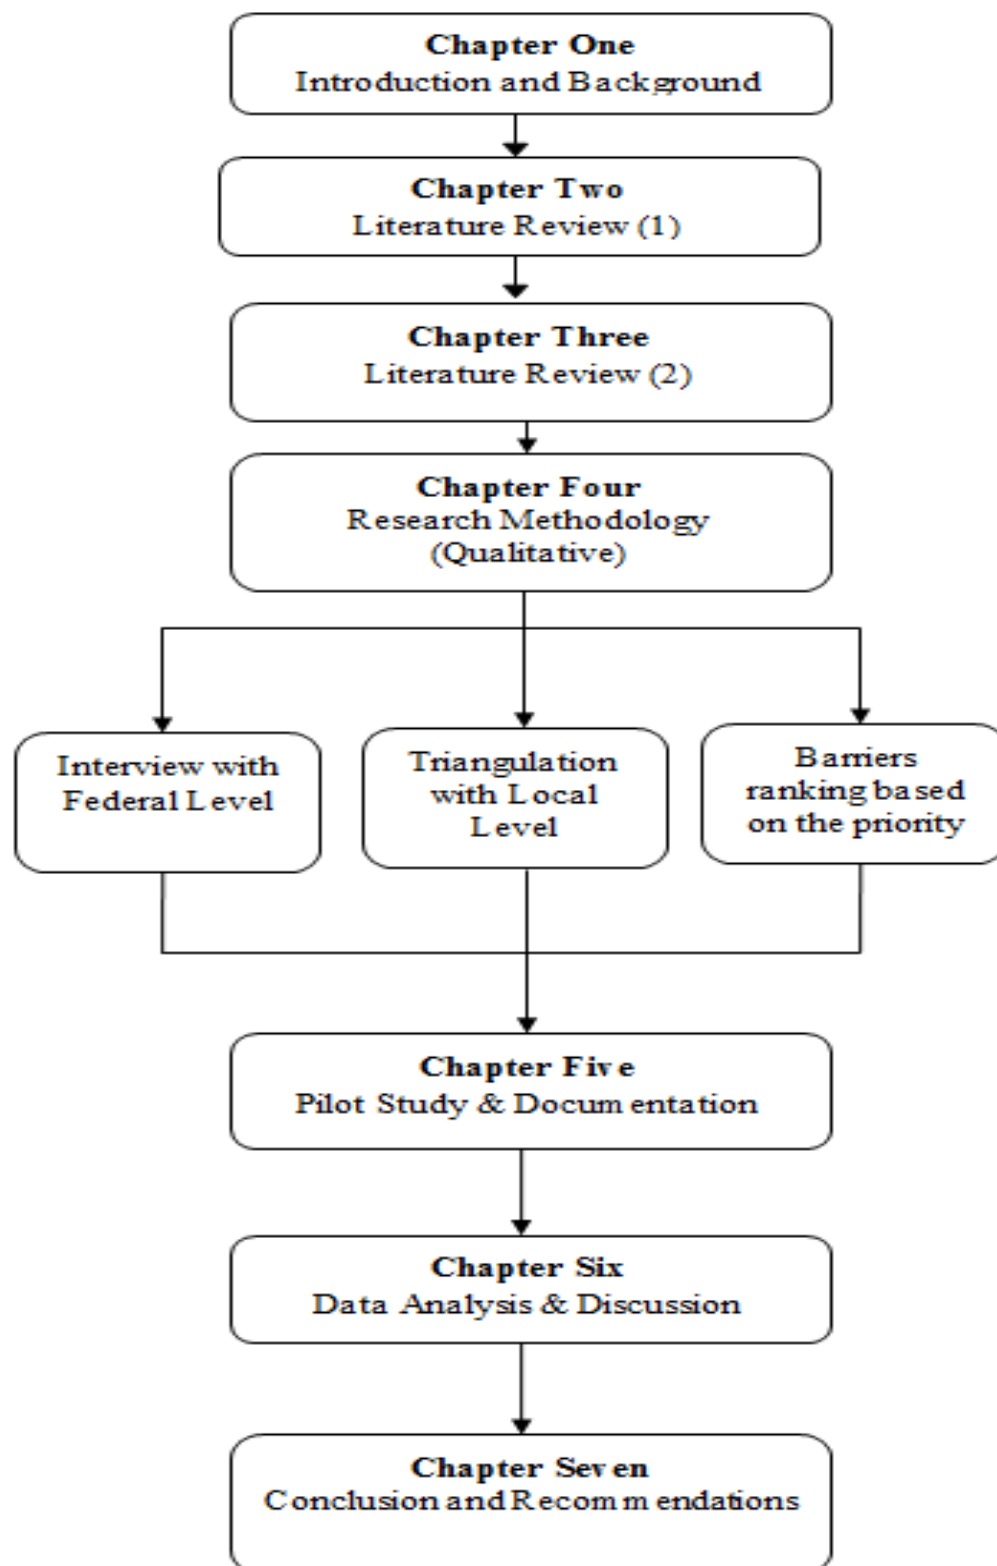 Chapter One
Introduction and Background
Chapter Two
Literature Review (1)
Chapter Three
Literature Review (2)
Chapter Four
Research Methodology
(Qualitative)
Interview with
Federal Level
Triangulation
with Local
Level
Barriers
ranking based
on the priority
Chapter Five
Pilot Study & Documentation
Chapter Six
Data Analysis & Discussion
Chapter Seven
Conclusion and Recommendations